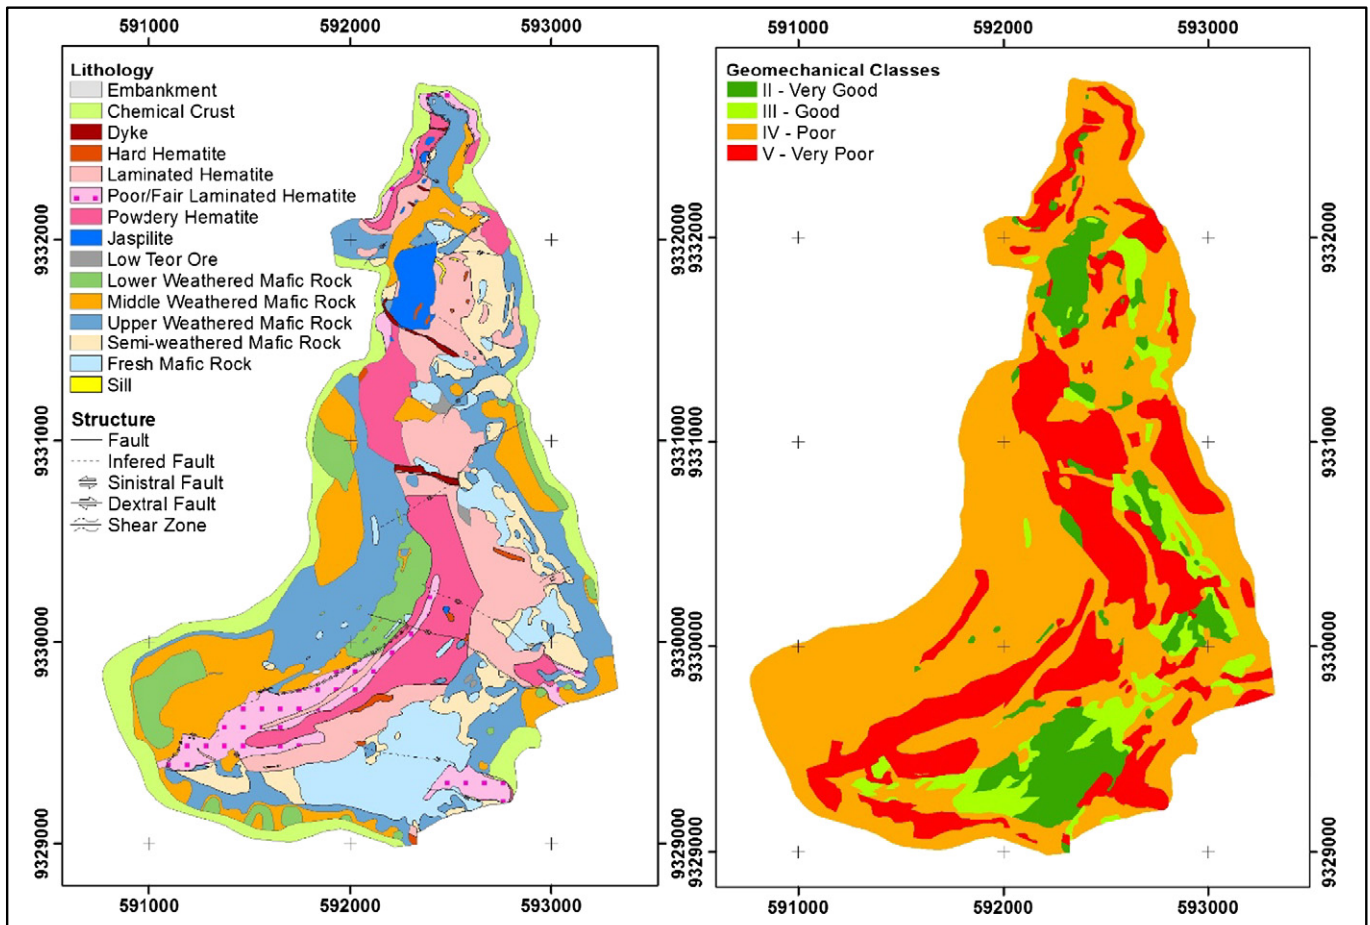 591000 592000 593000
Lithology
Embankment
Chemical Crust
Dyke
Hard Hematite
Laminated Hematite
Poor/Fair Laminated Hematite
Powdery Hematite
Jaspilite
Low Teor Ore
Lower Weathered Mafic Rock
Middle Weathered Mafic Rock
Upper Weathered Mafic Rock
Semi-weathered Mafic Rock
Fresh Mafic Rock
Sill
Structure
Fault
Infered Fault
Sinistral Fault
Dextral Fault
Shear Zone
9332000
9331000
9330000
9329000
9332000
9331000
9330000
9329000
591000 592000 593000
591000 592000 593000
Geomechanical Classes
II - Very Good
III - Good
IV - Poor
V - Very Poor
9332000
9331000
9330000
9329000
9332000
9331000
9330000
9329000
591000 592000 593000